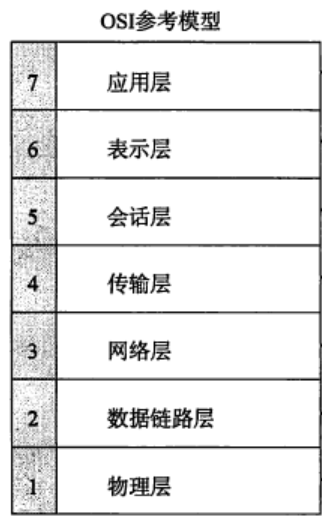 OSI参考模型
7 应用层
6 表示层
5 会话层
4 传输层
3 网络层
2 数据链路层
1 物理层